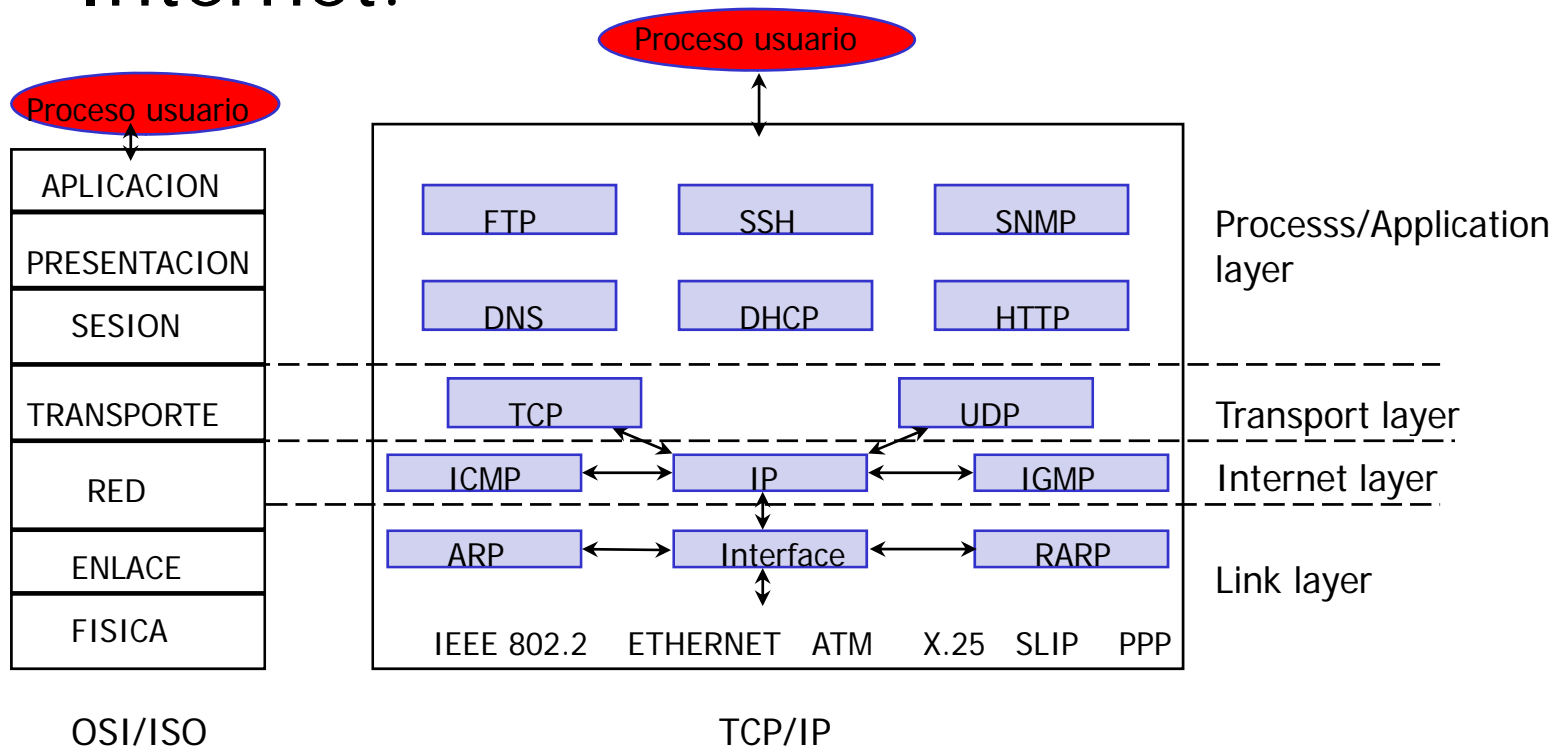 Internet.
Proceso usuario
Proceso usuario
APLICACION
PRESENTACION
SESION
TRANSPORTE
RED
ENLACE
FISICA
OSI/ISO
FTP SSH SNMP
DNS DHCP HTTP
TCP UDP
ICMP IP IGMP
ARP Interface RARP
IEEE 802.2 ETHERNET ATM X.25 SLIP PPP
TCP/IP
Processs/Application
layer
Transport layer
Internet layer
Link layer